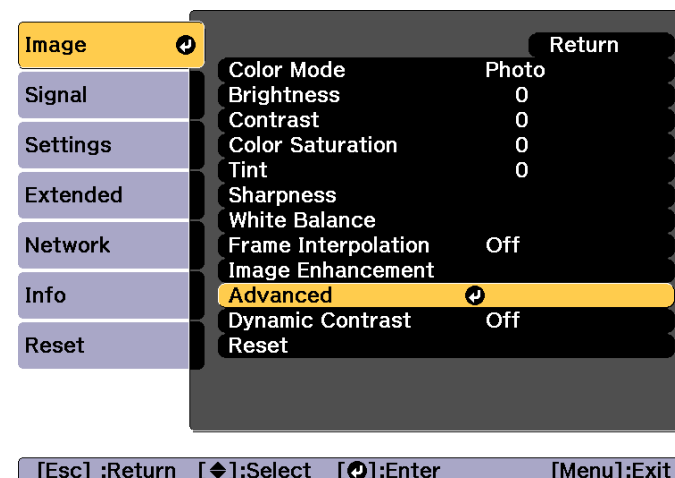 Image
Signal
Settings
Extended
Network
Info
Reset
Return
Color Mode Photo
Brightness 0
Contrast 0
Color Saturation 0
Tint 0
Sharpness
White Balance
Frame Interpolation Off
Image Enhancement
Advanced
Dynamic Contrast Off
Reset
[Esc] :Return [◆]:Select [↵]:Enter [Menu]:Exit